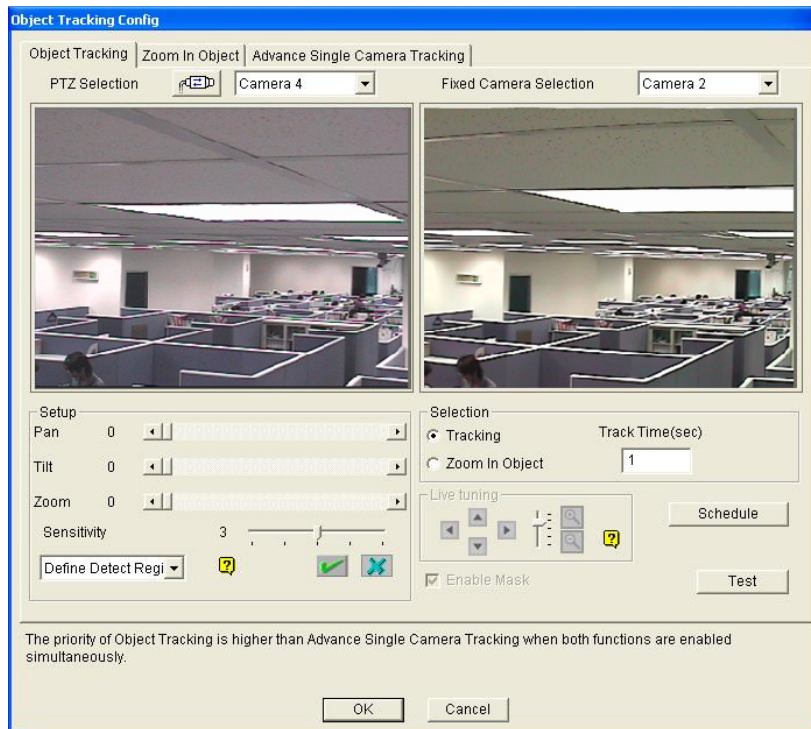 Object Tracking Config
Object Tracking Zoom In Object Advance Single Camera Tracking
PTZ Selection Camera 4 Fixed Camera Selection Camera 2
Setup
Pan 0
Tilt 0
Zoom 0
Sensitivity 3
Define Detect Regi
?
Selection
Tracking
Zoom In Object
Track Time(sec)
1
Live tuning
?
Schedule
Enable Mask
Test
The priority of Object Tracking is higher than Advance Single Camera Tracking when both functions are enabled
simultaneously.
OK Cancel